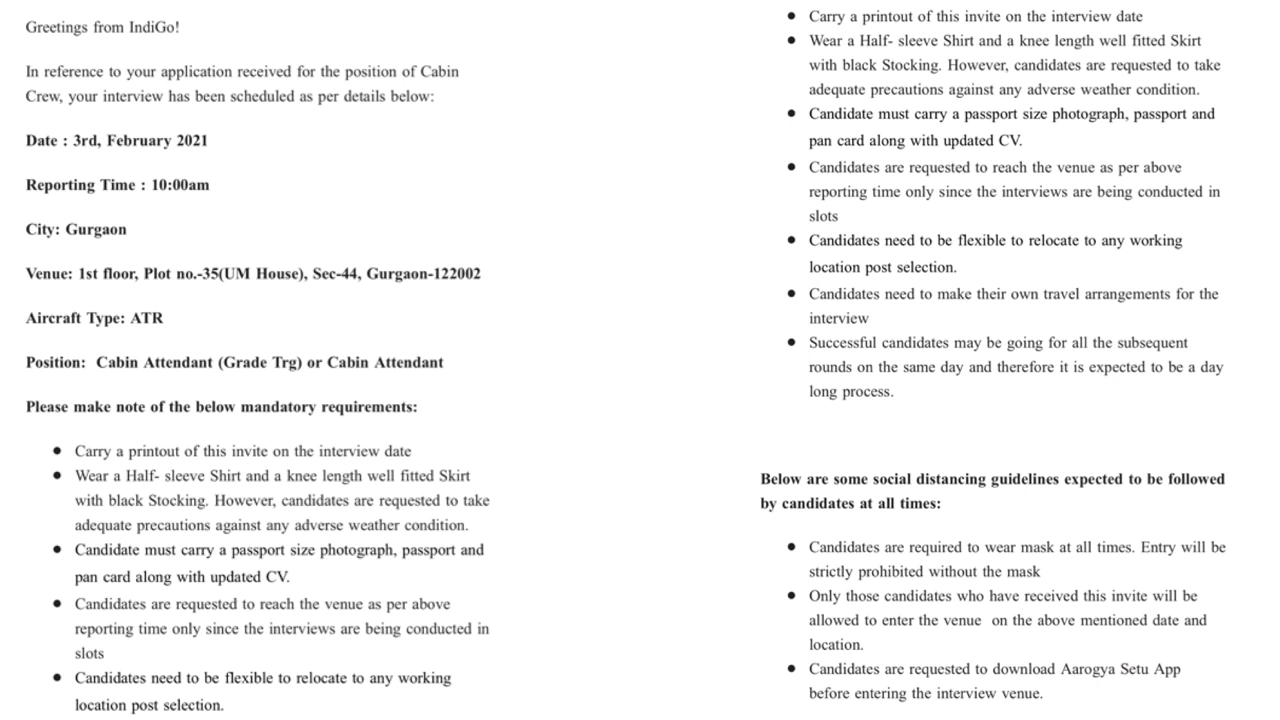 Greetings from IndiGo!
In reference to your application received for the position of Cabin
Crew, your interview has been scheduled as per details below:
Date : 3rd, February 2021
Reporting Time : 10:00am
City: Gurgaon
Venue: 1st floor, Plot no.-35(UM House), Sec-44, Gurgaon-122002
Aircraft Type: ATR
Position:  Cabin Attendant (Grade Trg) or Cabin Attendant
Please make note of the below mandatory requirements:
● Carry a printout of this invite on the interview date
● Wear a Half- sleeve Shirt and a knee length well fitted Skirt
with black Stocking. However, candidates are requested to take
adequate precautions against any adverse weather condition.
● Candidate must carry a passport size photograph, passport and
pan card along with updated CV.
● Candidates are requested to reach the venue as per above
reporting time only since the interviews are being conducted in
slots
● Candidates need to be flexible to relocate to any working
location post selection.
● Carry a printout of this invite on the interview date
● Wear a Half- sleeve Shirt and a knee length well fitted Skirt
with black Stocking. However, candidates are requested to take
adequate precautions against any adverse weather condition.
● Candidate must carry a passport size photograph, passport and
pan card along with updated CV.
● Candidates are requested to reach the venue as per above
reporting time only since the interviews are being conducted in
slots
● Candidates need to be flexible to relocate to any working
location post selection.
● Candidates need to make their own travel arrangements for the
interview
● Successful candidates may be going for all the subsequent
rounds on the same day and therefore it is expected to be a day
long process.
Below are some social distancing guidelines expected to be followed
by candidates at all times:
● Candidates are required to wear mask at all times. Entry will be
strictly prohibited without the mask
● Only those candidates who have received this invite will be
allowed to enter the venue  on the above mentioned date and
location.
● Candidates are requested to download Aarogya Setu App
before entering the interview venue.